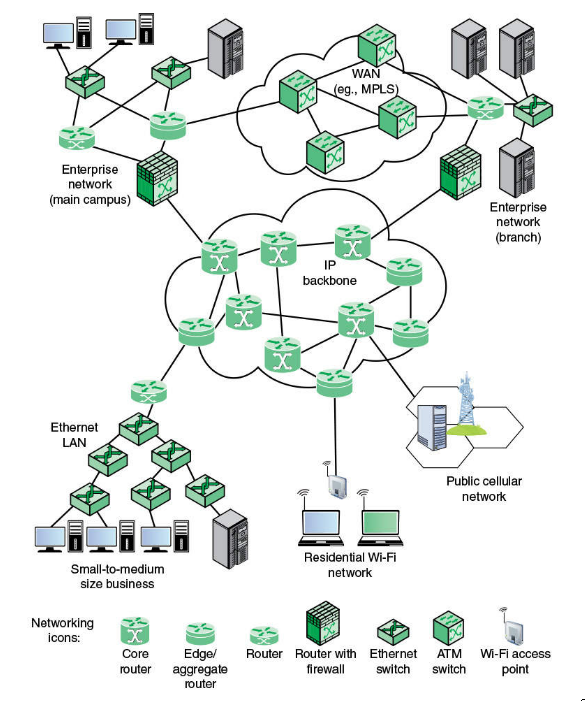 WAN
(eg., MPLS)
Enterprise
network
(main campus)
Enterprise
network
(branch)
IP
backbone
Ethernet
LAN
Public cellular
network
Residential Wi-Fi
network
Small-to-medium
size business
Networking
icons:
Core
router
Edge/
aggregate
router
Router
Router with
firewall
Ethernet
switch
ATM
switch
Wi-Fi access
point